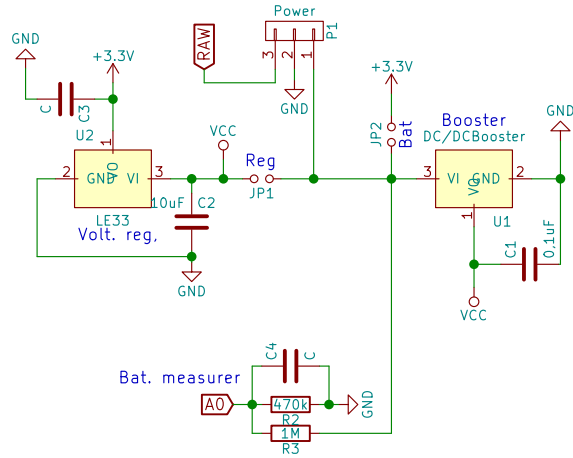 Power
P1
RAW
3
2
1
GND
GND
+3.3V
C
C3
U2
1
VO
2
GND
VI
3
LE33
Volt. reg,
VCC
Reg
JP1
10uF
C2
GND
+3.3V
JP2
Bat
Booster
DC/DCBooster
GND
3
VI
VO
GND
2
1
U1
C1
0,1uF
VCC
Bat. measurer
C4
C
A0
470k
R2
1M
R3
GND